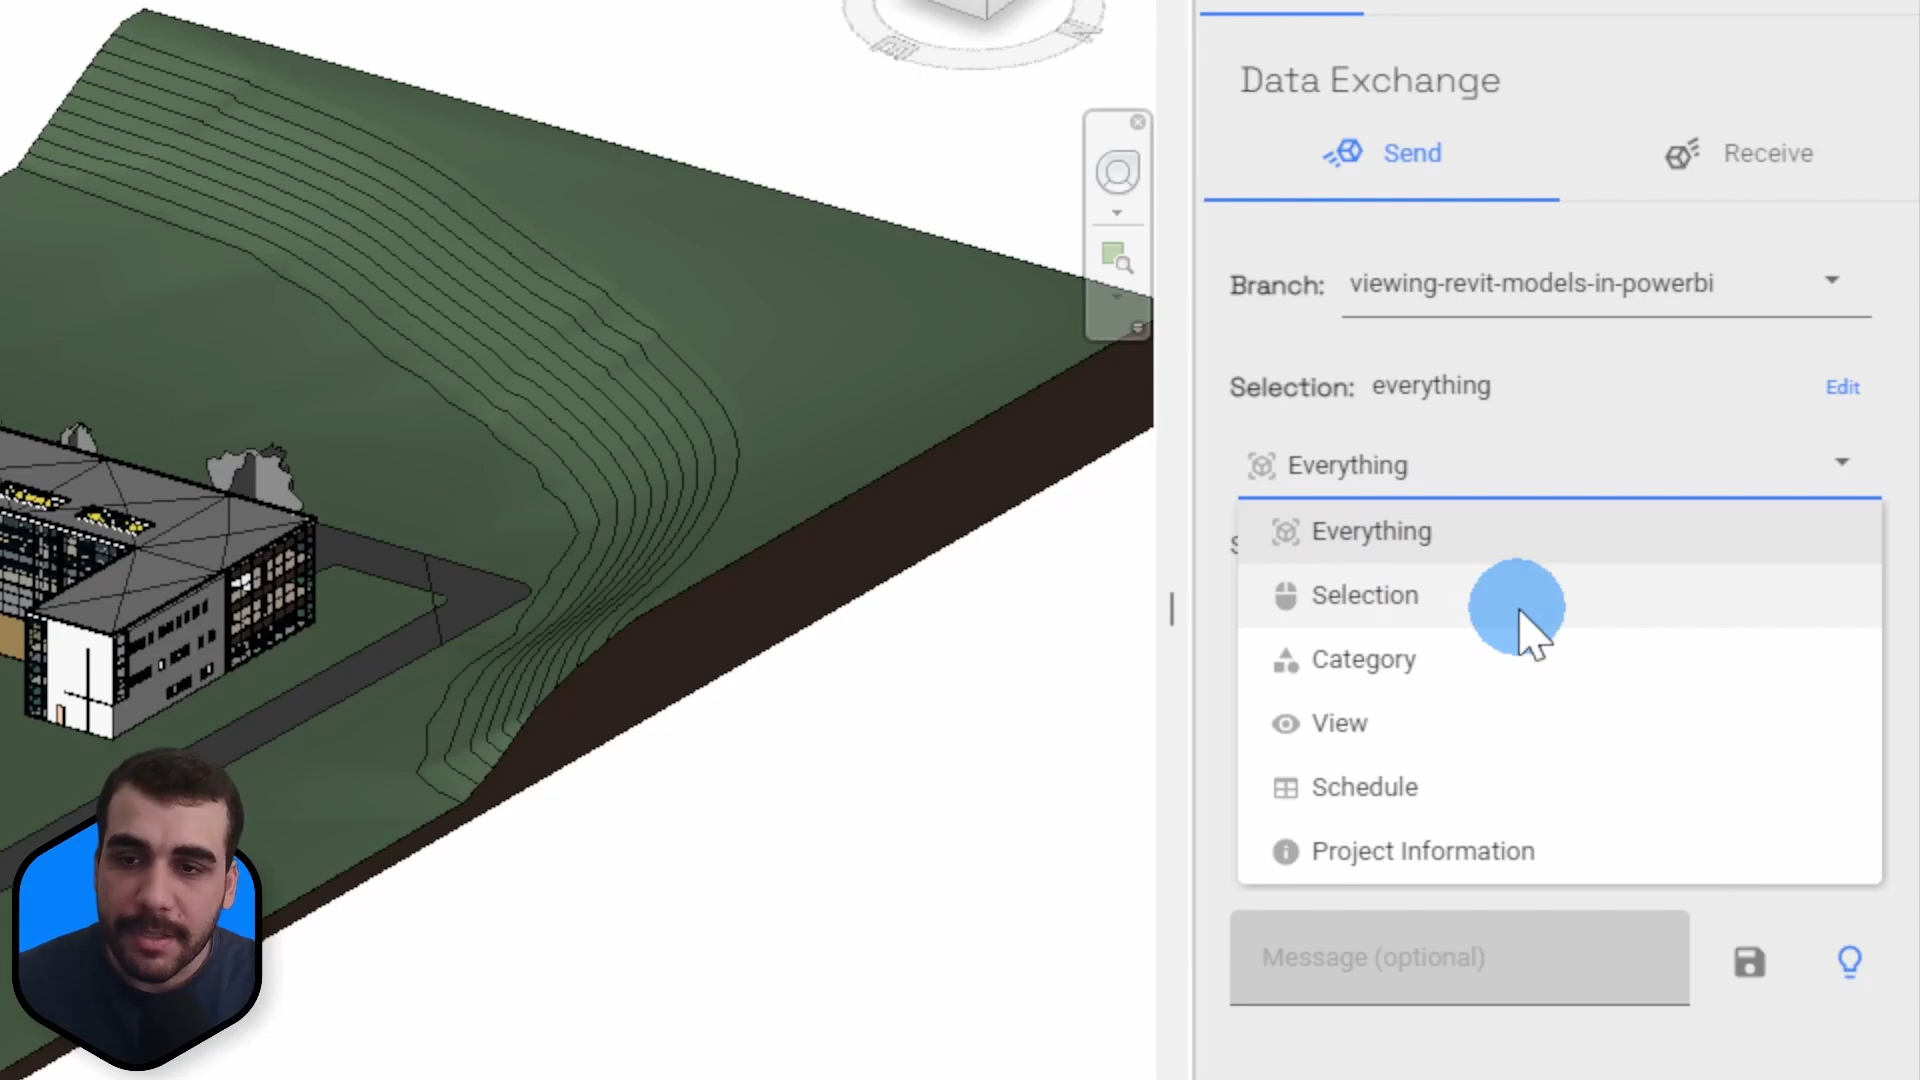 Data Exchange
Send
Receive
Branch:
viewing-revit-models-in-powerbi
Selection:
everything
Edit
Everything
Everything
Selection
Category
View
Schedule
Project Information
Message (optional)